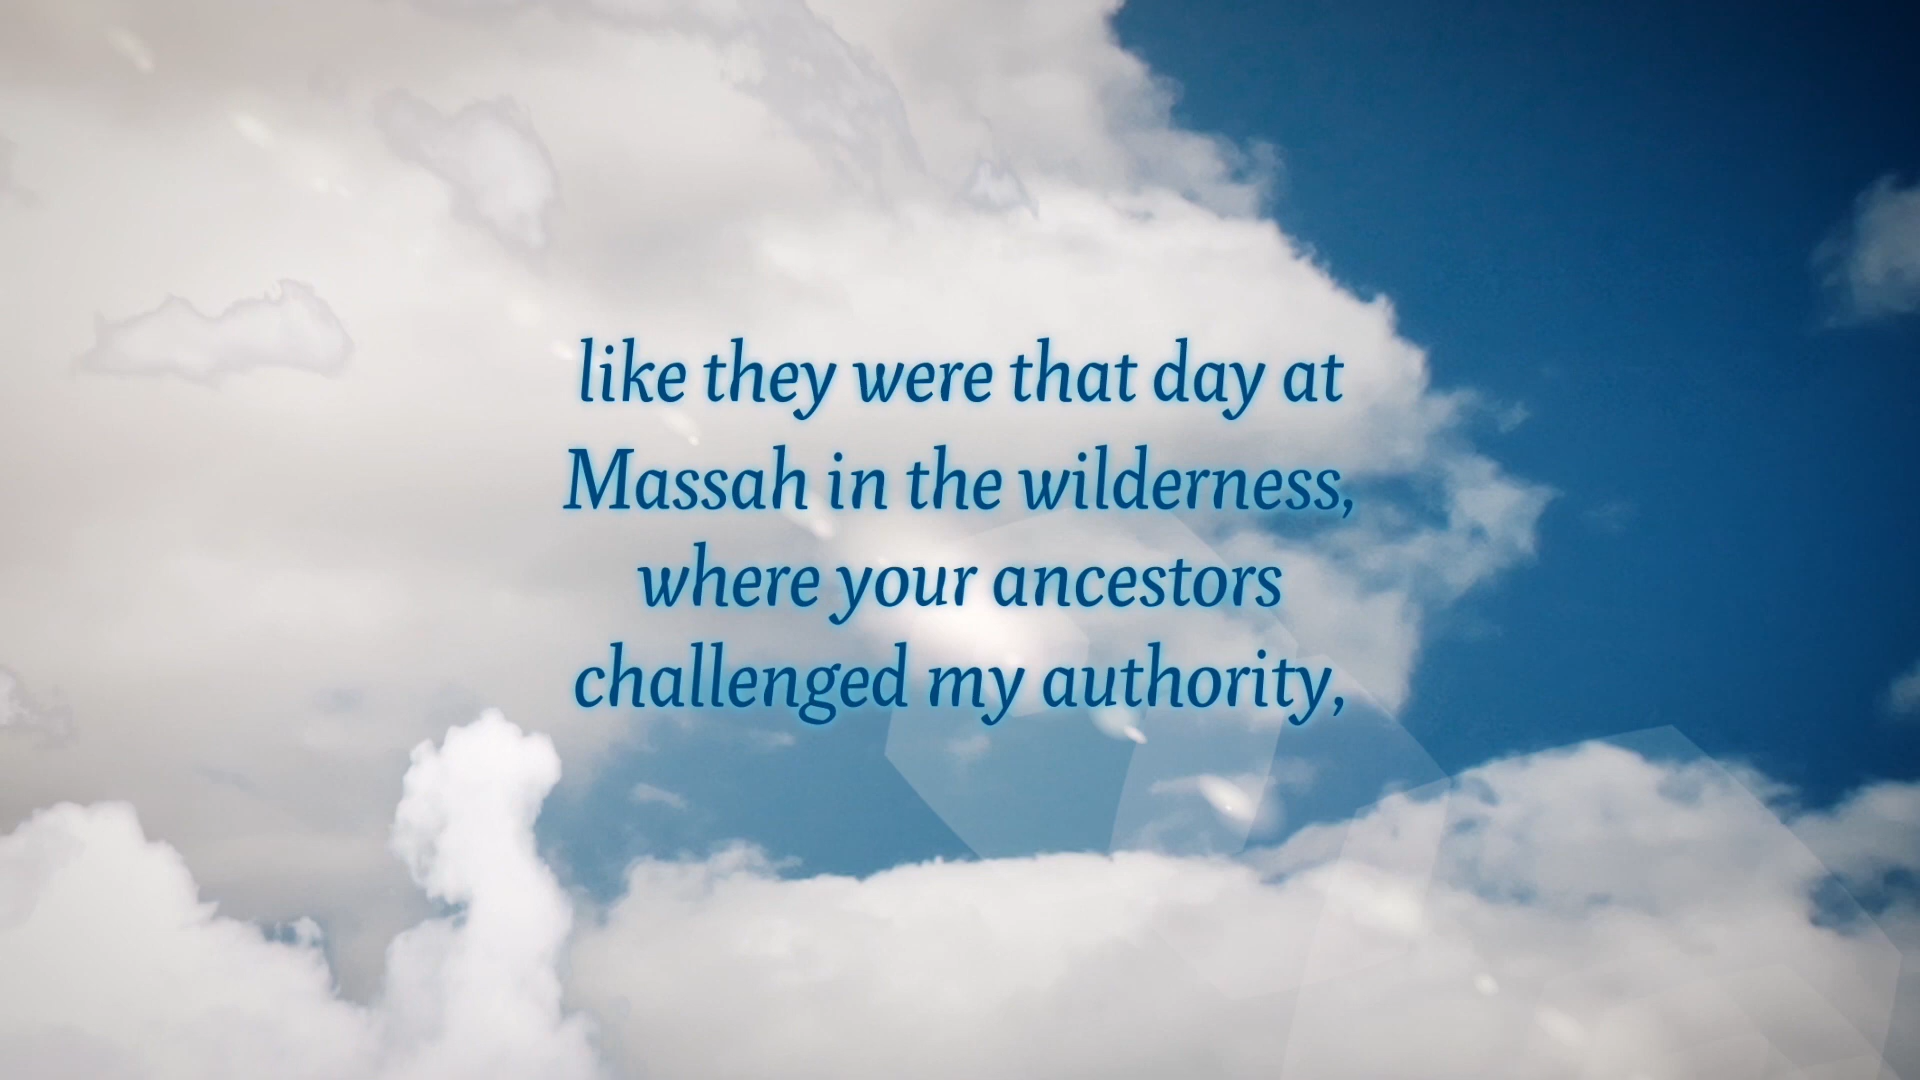 like they were that day at
Massah in the wilderness,
where your ancestors
challenged my authority,